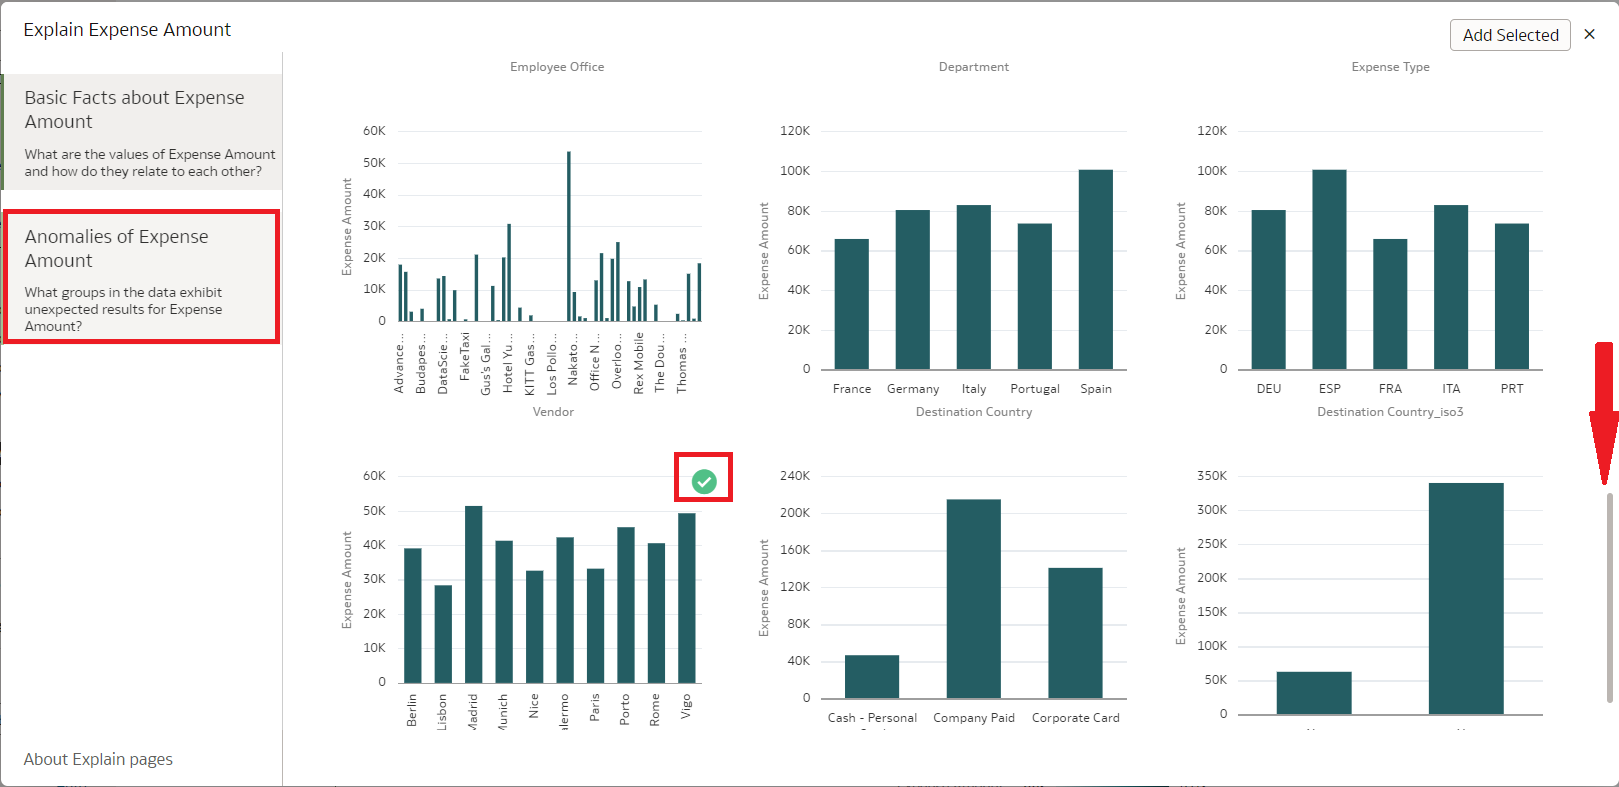 Explain Expense Amount
Add Selected
Basic Facts about Expense
Amount
What are the values of Expense Amount
and how do they relate to each other?
Anomalies of Expense
Amount
What groups in the data exhibit
unexpected results for Expense
Amount?
About Explain pages
Employee Office
Department
Expense Type
60K
50K
40K
30K
20K
10K
0
Expense Amount
Advance...
Budapes...
DataScie...
FakeTaxi
Gus's Gal...
Hotel Yu...
KITT Gas...
Los Pollo...
Nakato...
Office N...
Overloo...
Rex Mobile
The Dou...
Thomas ...
Vendor
120K
100K
80K
60K
40K
20K
0
Expense Amount
France Germany Italy Portugal Spain
Destination Country
120K
100K
80K
60K
40K
20K
0
Expense Amount
DEU ESP FRA ITA PRT
Destination Country_iso3
60K
50K
40K
30K
20K
10K
0
Expense Amount
Berlin
Lisbon
Madrid
Munich
Nice
alermo
Paris
Porto
Rome
Vigo
240K
200K
160K
120K
80K
40K
0
Expense Amount
Cash - Personal
Company Paid
Corporate Card
350K
300K
250K
200K
150K
100K
50K
0
Expense Amount